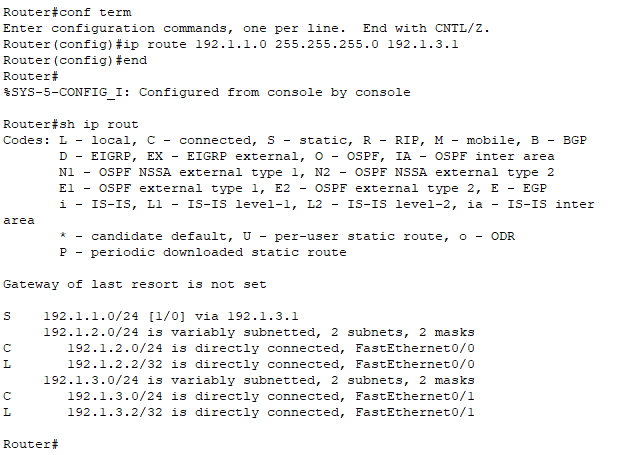 Router#conf term
Enter configuration commands, one per line.  End with CNTL/Z.
Router(config)#ip route 192.1.1.0 255.255.255.0 192.1.3.1
Router(config)#end
Router#
%SYS-5-CONFIG_I: Configured from console by console

Router#sh ip rout
Codes: L - local, C - connected, S - static, R - RIP, M - mobile, B - BGP
       D - EIGRP, EX - EIGRP external, O - OSPF, IA - OSPF inter area
       N1 - OSPF NSSA external type 1, N2 - OSPF NSSA external type 2
       E1 - OSPF external type 1, E2 - OSPF external type 2, E - EGP
       i - IS-IS, L1 - IS-IS level-1, L2 - IS-IS level-2, ia - IS-IS inter
area
       * - candidate default, U - per-user static route, o - ODR
       P - periodic downloaded static route

Gateway of last resort is not set

S    192.1.1.0/24 [1/0] via 192.1.3.1
     192.1.2.0/24 is variably subnetted, 2 subnets, 2 masks
C       192.1.2.0/24 is directly connected, FastEthernet0/0
L       192.1.2.2/32 is directly connected, FastEthernet0/0
     192.1.3.0/24 is variably subnetted, 2 subnets, 2 masks
C       192.1.3.0/24 is directly connected, FastEthernet0/1
L       192.1.3.2/32 is directly connected, FastEthernet0/1

Router#